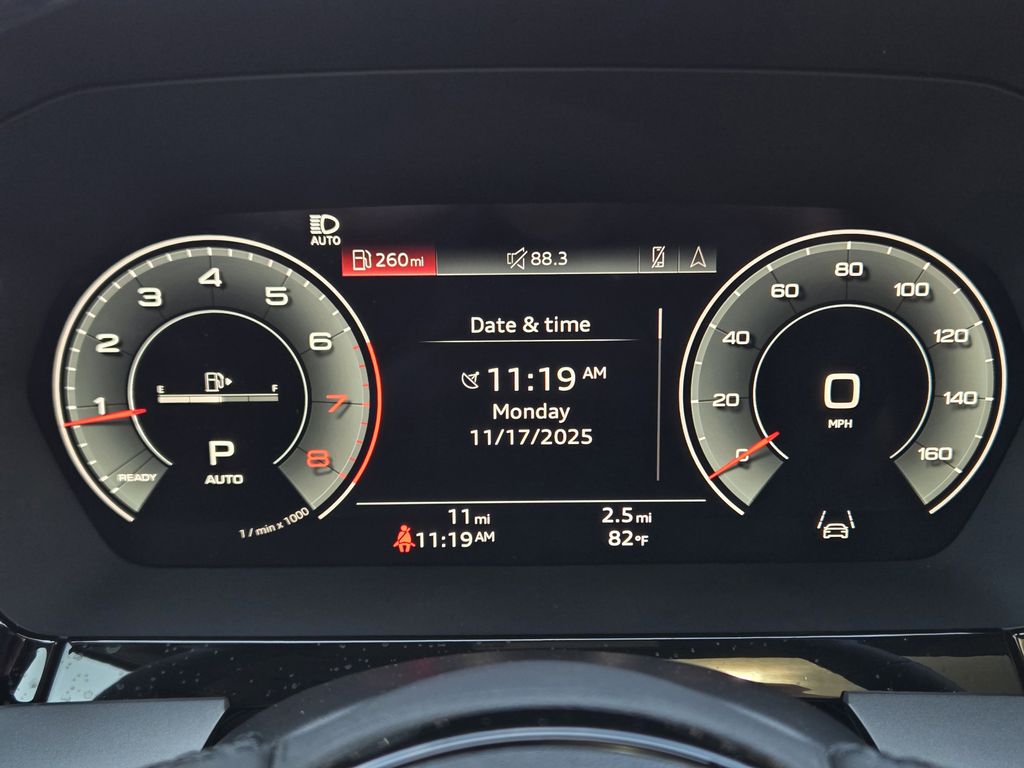 AUTO
260 mi
88.3
1
2
3
4
5
6
7
8
READY
E F
P
AUTO
1 / min x 1000
Date & time
11:19 AM
Monday
11/17/2025
11 mi
11:19 AM
2.5 mi
82°F
0
20
40
60
80
100
120
140
160
0
MPH